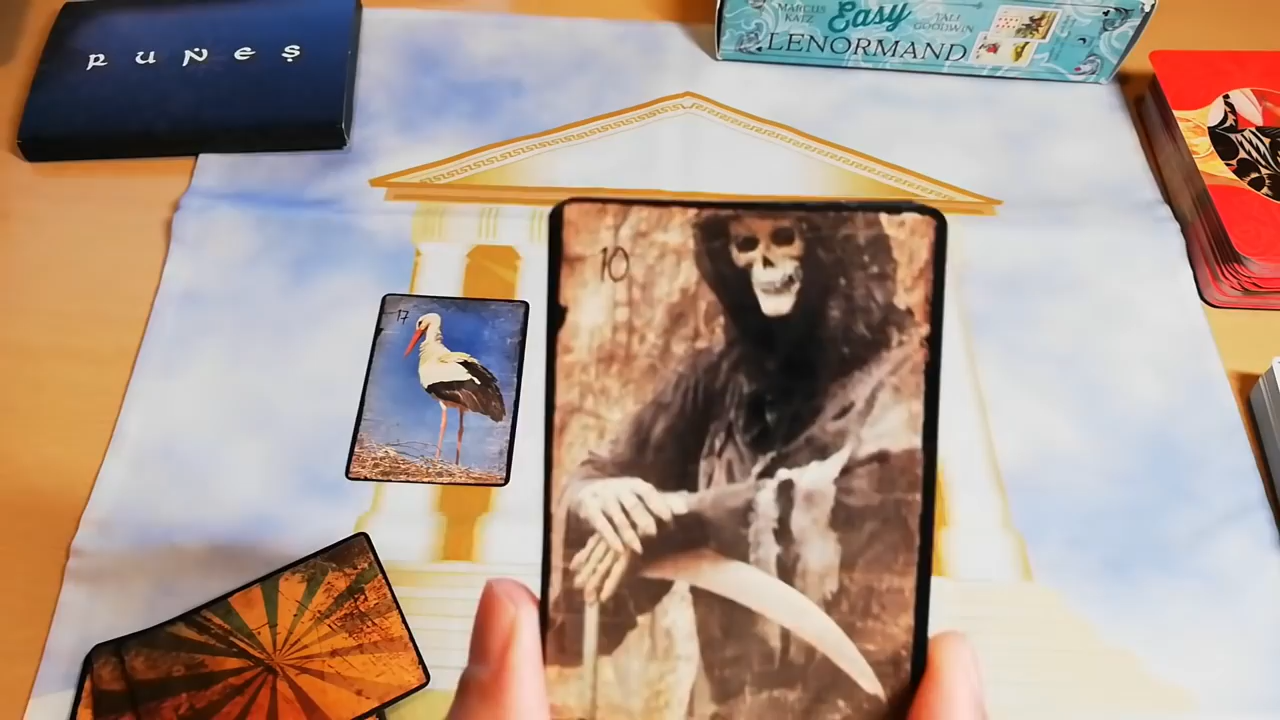 RUNES
MARCUS
KATZ
Easy
TALI
GOODWIN
LENORMAND
17
10